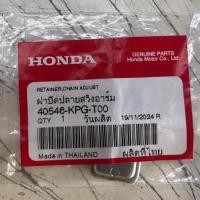 HONDA
GENUINE PARTS
Honda Motor Co., Ltd.
RETAINER, CHAIN ADJUST
ฝาปิดปลายสวิงอาร์ม
40546-KPG-T00
QTY 1 วันผลิต 19/11/2024 R
Made in THAILAND ผลิตที่ไทย